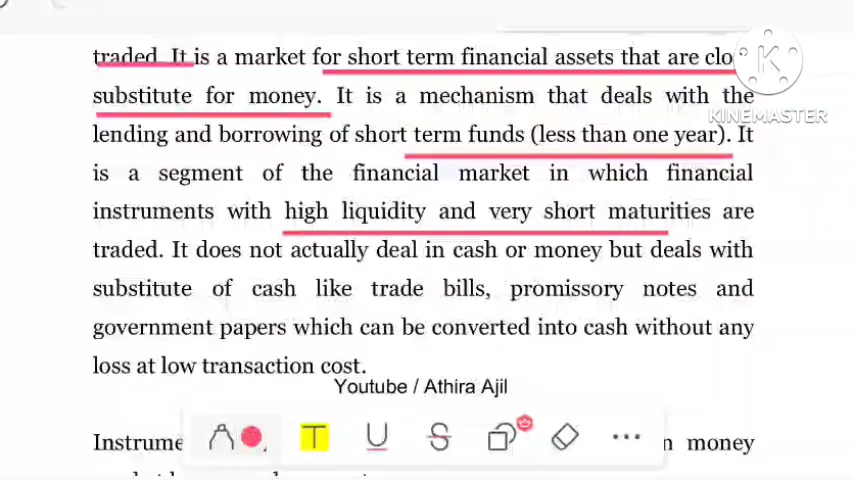 traded. It is a market for short term financial assets that are
KINEMASTER
substitute for money. It is a mechanism that deals with the
lending and borrowing of short term funds (less than one year). It
is a segment of the financial market in which financial
instruments with high liquidity and very short maturities are
traded. It does not actually deal in cash or money but deals with
substitute of cash like trade bills, promissory notes and
government papers which can be converted into cash without any
loss at low transaction cost.
Youtube / Athira Ajil
money